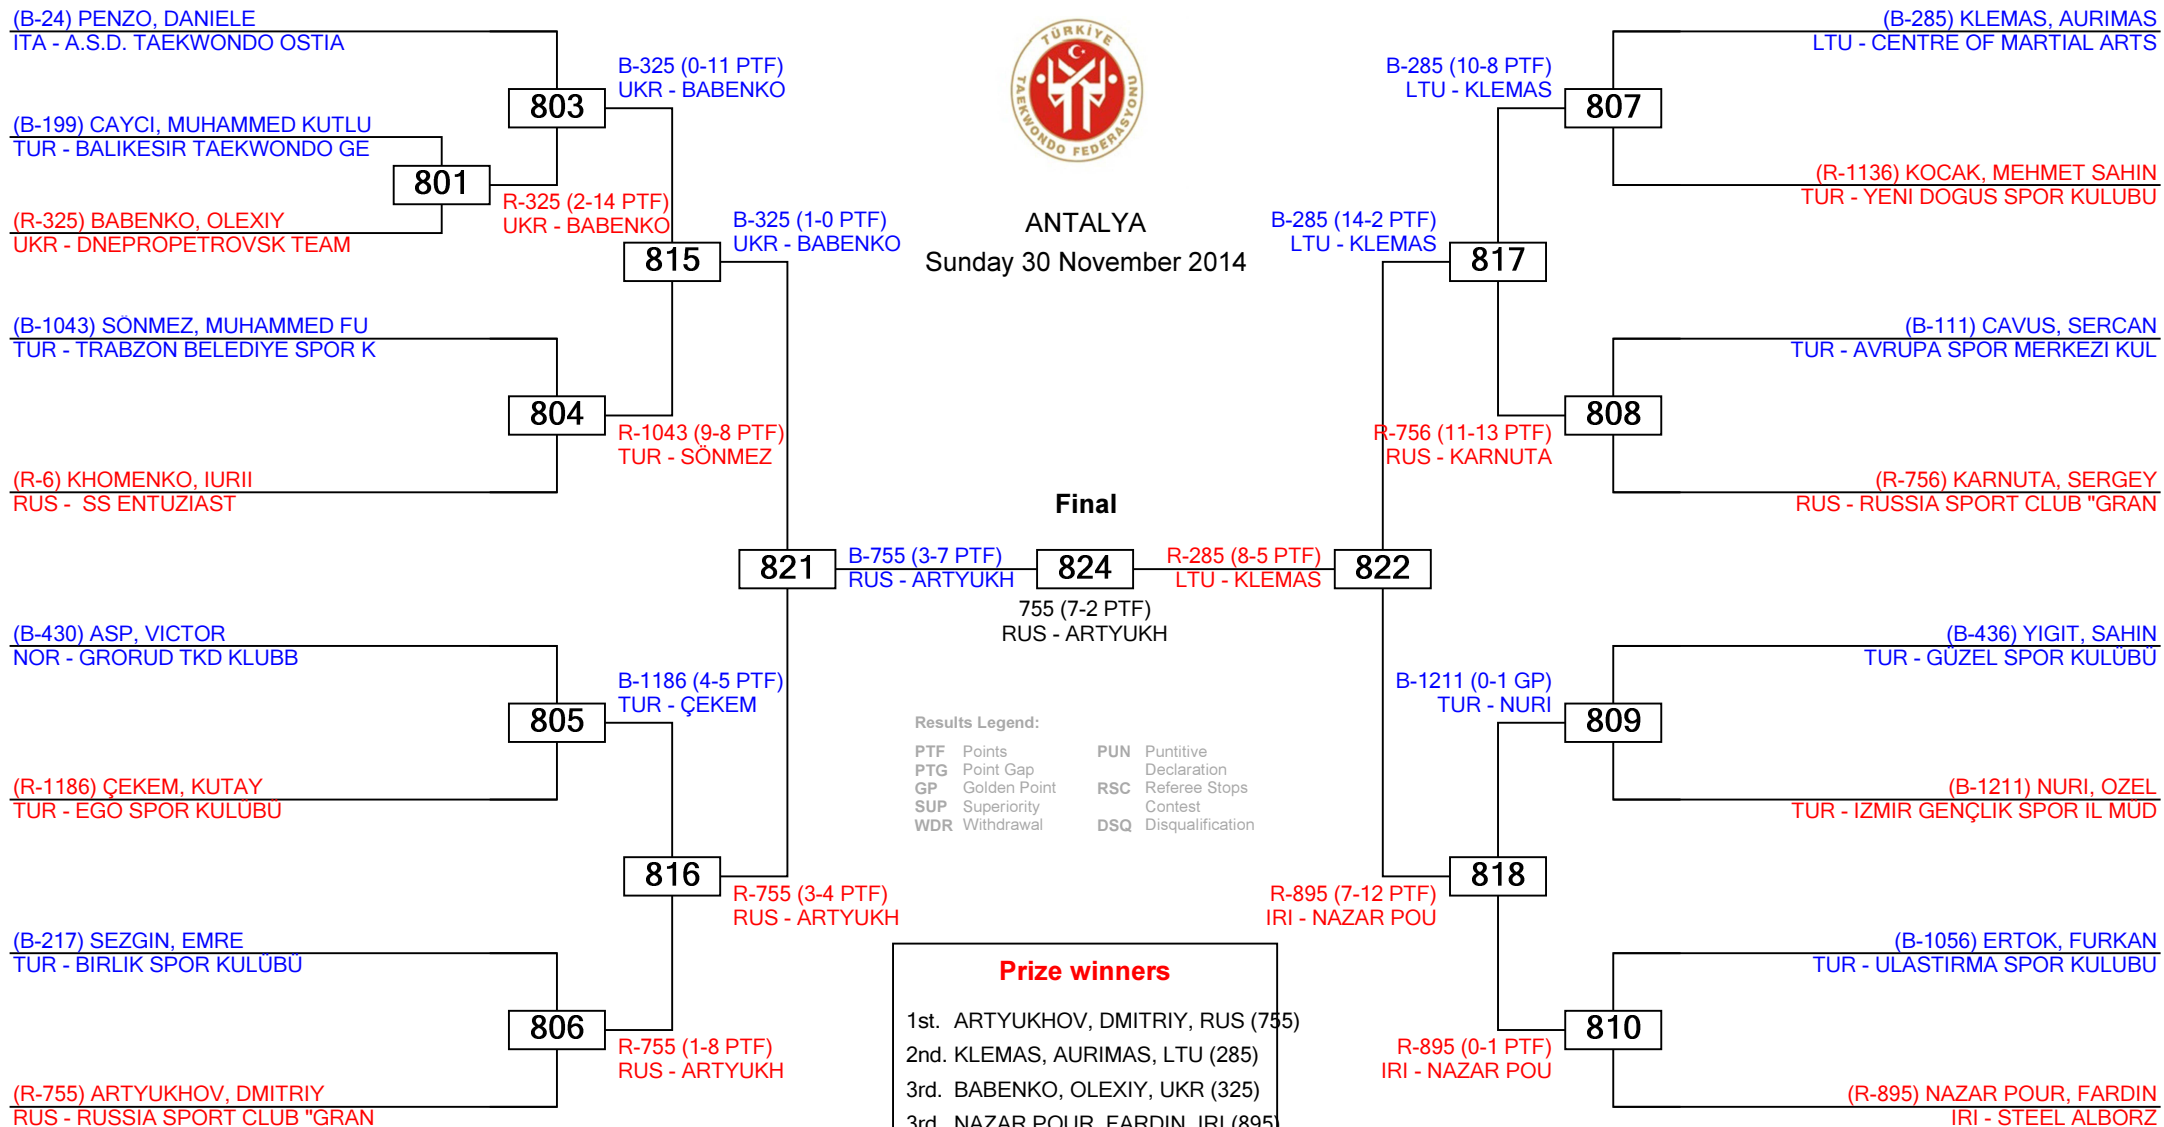 (B-24) PENZO, DANIELE
ITA - A.S.D. TAEKWONDO OSTIA
(B-199) CAYCI, MUHAMMED KUTLU
TUR - BALIKESIR TAEKWONDO GE
(R-325) BABENKO, OLEXIY
UKR - DNEPROPETROVSK TEAM
(B-1043) SÖNMEZ, MUHAMMED FU
TUR - TRABZON BELEDIYE SPOR K
(R-6) KHOMENKO, IURII
RUS - SS ENTUZIAST
(B-430) ASP, VICTOR
NOR - GRORUD TKD KLUBB
(R-1186) ÇEKEM, KUTAY
TUR - EGO SPOR KULÜBÜ
(B-217) SEZGIN, EMRE
TUR - BIRLIK SPOR KULÜBÜ
(R-755) ARTYUKHOV, DMITRIY
RUS - RUSSIA SPORT CLUB "GRAN
801
R-325 (2-14 PTF)
UKR - BABENKO
803
B-325 (0-11 PTF)
UKR - BABENKO
804
R-1043 (9-8 PTF)
TUR - SÖNMEZ
805
B-1186 (4-5 PTF)
TUR - ÇEKEM
806
R-755 (1-8 PTF)
RUS - ARTYUKH
815
B-325 (1-0 PTF)
UKR - BABENKO
816
R-755 (3-4 PTF)
RUS - ARTYUKH
821
B-755 (3-7 PTF)
RUS - ARTYUKH
TÜRKİYE
TAEKWONDO FEDERASYONU
ANTALYA
Sunday 30 November 2014
Final
824
755 (7-2 PTF)
RUS - ARTYUKH
Results Legend:
PTF Points
PTG Point Gap
GP Golden Point
SUP Superiority
WDR Withdrawal
PUN Puntitive
Declaration
RSC Referee Stops
Contest
DSQ Disqualification
Prize winners
1st. ARTYUKHOV, DMITRIY, RUS (755)
2nd. KLEMAS, AURIMAS, LTU (285)
3rd. BABENKO, OLEXIY, UKR (325)
3rd. NAZAR POUR, FARDIN, IRI (895)
R-285 (8-5 PTF)
LTU - KLEMAS
822
B-285 (14-2 PTF)
LTU - KLEMAS
817
R-895 (7-12 PTF)
IRI - NAZAR POU
818
B-285 (10-8 PTF)
LTU - KLEMAS
807
R-756 (11-13 PTF)
RUS - KARNUTA
808
B-1211 (0-1 GP)
TUR - NURI
809
R-895 (0-1 PTF)
IRI - NAZAR POU
810
(B-285) KLEMAS, AURIMAS
LTU - CENTRE OF MARTIAL ARTS
(R-1136) KOCAK, MEHMET SAHIN
TUR - YENI DOGUS SPOR KULUBU
(B-111) CAVUS, SERCAN
TUR - AVRUPA SPOR MERKEZI KUL
(R-756) KARNUTA, SERGEY
RUS - RUSSIA SPORT CLUB "GRAN
(B-436) YIGIT, SAHIN
TUR - GÜZEL SPOR KULÜBÜ
(B-1211) NURI, OZEL
TUR - IZMIR GENÇLIK SPOR IL MÜD
(B-1056) ERTOK, FURKAN
TUR - ULASTIRMA SPOR KULUBU
(R-895) NAZAR POUR, FARDIN
IRI - STEEL ALBORZ